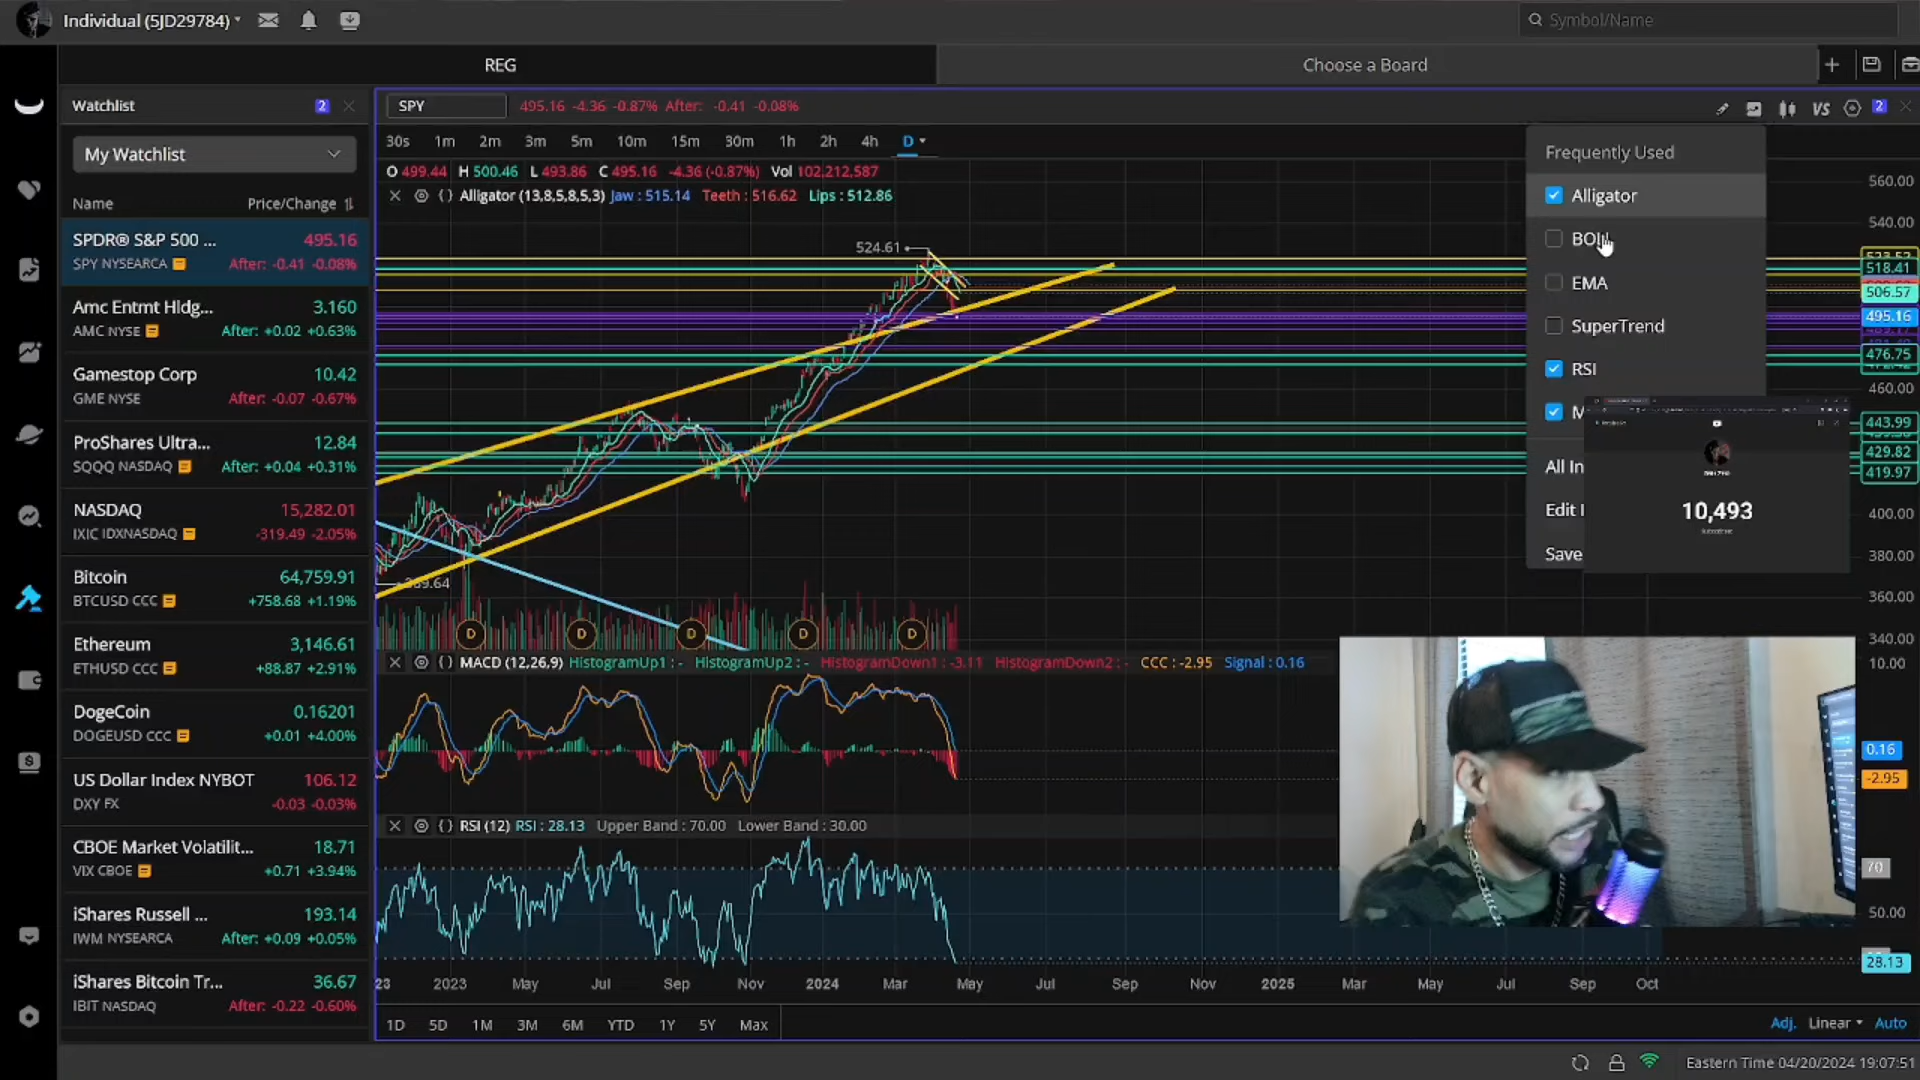 Individual (5JD29784)
Symbol/Name
REG
Choose a Board
Watchlist
2
My Watchlist
Name Price/Change
SPDR® S&P 500 ... 495.16
SPY NYSEARCA After: -0.41 -0.08%
Amc Entmt Hldg... 3.160
AMC NYSE After: +0.02 +0.63%
Gamestop Corp 10.42
GME NYSE After: -0.07 -0.67%
ProShares Ultra... 12.84
SQQQ NASDAQ After: +0.04 +0.31%
NASDAQ 15,282.01
IXIC IDXNASDAQ -319.49 -2.05%
Bitcoin 64,759.91
BTCUSD CCC +758.68 +1.19%
Ethereum 3,146.61
ETHUSD CCC +88.87 +2.91%
DogeCoin 0.16201
DOGEUSD CCC +0.01 +4.00%
US Dollar Index NYBOT 106.12
DXY FX -0.03 -0.03%
CBOE Market Volatilit... 18.71
VIX CBOE +0.71 +3.94%
iShares Russell ... 193.14
IWM NYSEARCA After: +0.09 +0.05%
iShares Bitcoin Tr... 36.67
IBIT NASDAQ After: -0.22 -0.60%
SPY 495.16 -4.36 -0.87% After: -0.41 -0.08%
VS 2
30s 1m 2m 3m 5m 10m 15m 30m 1h 2h 4h D
O 499.44 H 500.46 L 493.86 C 495.16 -4.36 (-0.87%) Vol 102,212,587
Alligator (13,8,5,8,5,3) Jaw : 515.14 Teeth : 516.62 Lips : 512.86
524.61
Frequently Used
Alligator
EMA
SuperTrend
RSI
All In
Edit I
Save
10,493
560.00
540.00
518.41
506.57
495.16
476.75
460.00
443.99
429.82
419.97
400.00
380.00
360.00
340.00
D D D D D
MACD (12,26,9) HistogramUp1 : - HistogramUp2 : - HistogramDown1 : -3.11 HistogramDown2 : - CCC : -2.95 Signal : 0.16
10.00
0.16
-2.95
RSI (12) RSI : 28.13 Upper Band : 70.00 Lower Band : 30.00
70
50.00
28.13
23 2023 May Jul Sep Nov 2024 Mar May Jul Sep Nov 2025 Mar May Jul Sep Oct
1D 5D 1M 3M 6M YTD 1Y 5Y Max
Adj. Linear Auto
Eastern Time 04/20/2024 19:07:51